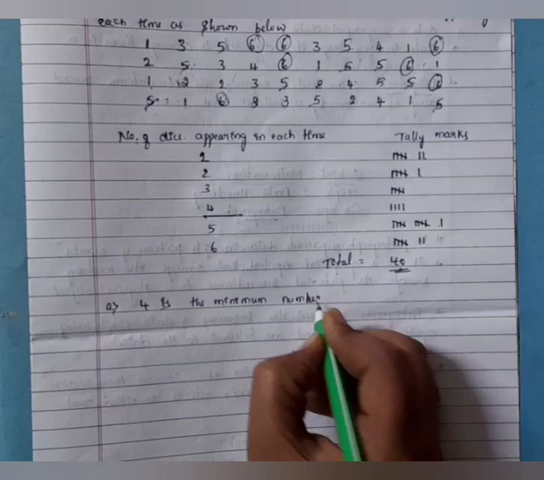 each time as shown below
1 3 5 6 6 3 5 4 1 6
2 5 3 4 6 1 5 5 6 1
1 2 2 3 5 2 4 5 5 6
5 1 6 3 3 5 2 4 1 5
No. of dice appearing in each time Tally marks
1 𝍸 ||
2 𝍸 |
3 𝍸
4 ||||
5 𝍸 𝍸 |
6 𝍸 ||
Total = 40
a) 4 is the minimum number